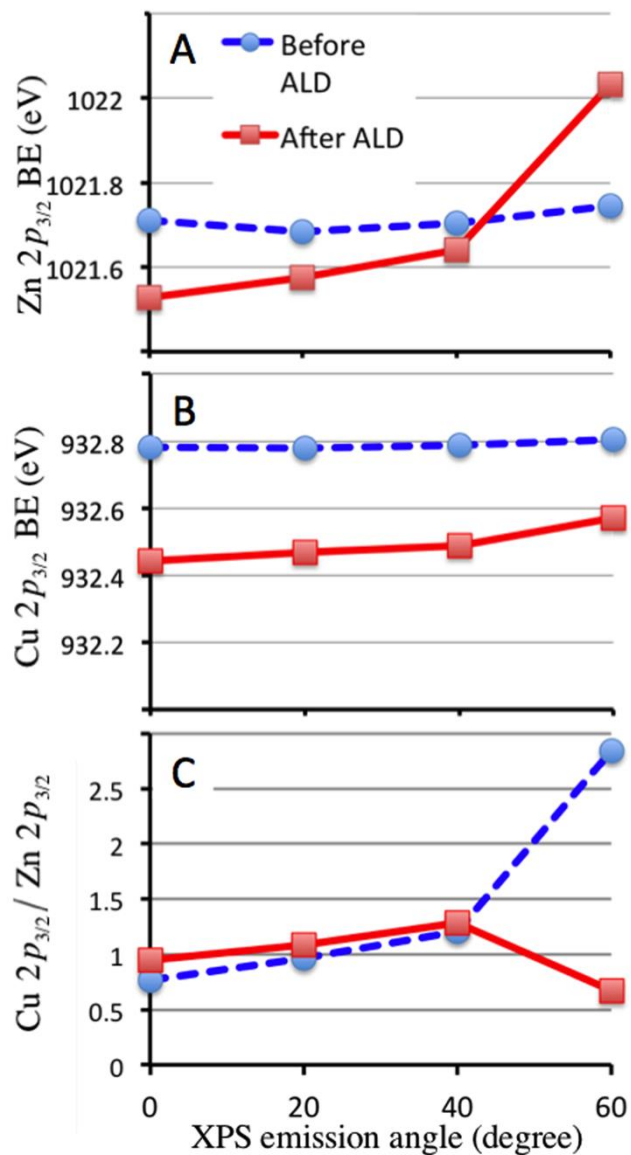 A
Before
ALD
After ALD
Zn 2p3/2 BE (eV)
1022
1021.8
1021.6
B
Cu 2p3/2 BE (eV)
932.8
932.6
932.4
932.2
C
Cu 2p3/2 / Zn 2p3/2
2.5
2
1.5
1
0.5
0
0 20 40 60
XPS emission angle (degree)